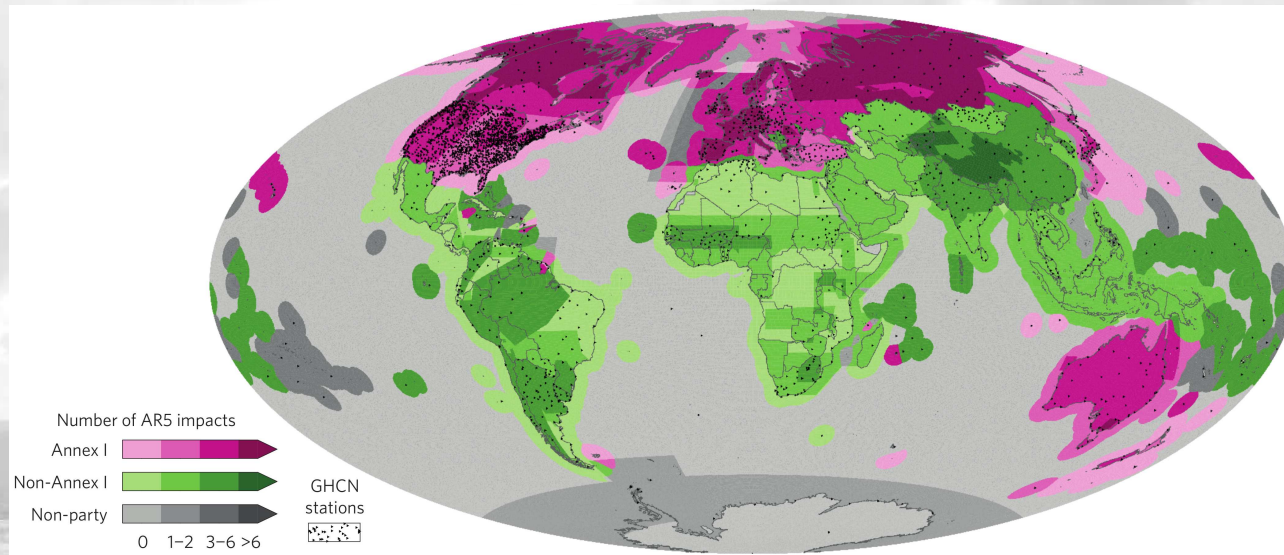 Number of AR5 impacts
Annex I
Non-Annex I
Non-party
0 1–2 3–6 >6
GHCN
stations